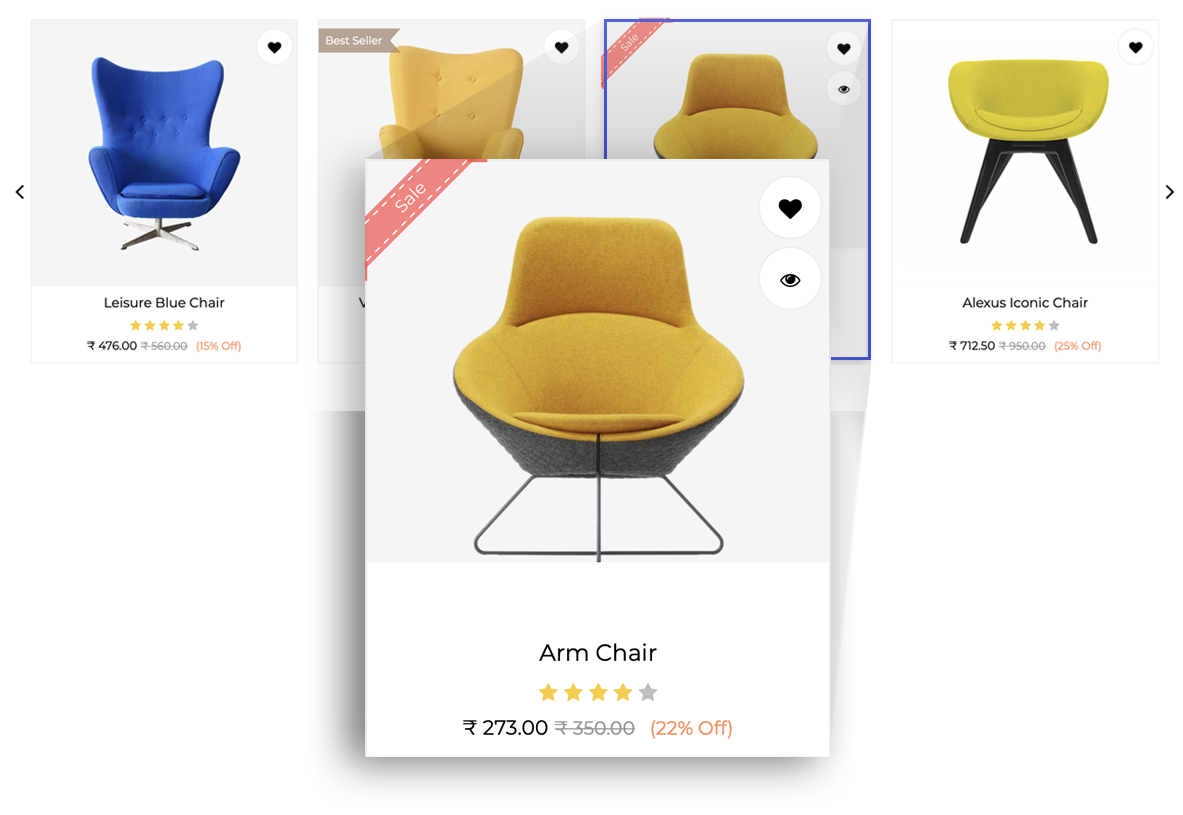 Best Seller
Sale
Sale
Leisure Blue Chair
₹ 476.00 ₹ 560.00 (15% Off)
V
Alexus Iconic Chair
₹ 712.50 ₹ 950.00 (25% Off)
Arm Chair
₹ 273.00 ₹ 350.00 (22% Off)